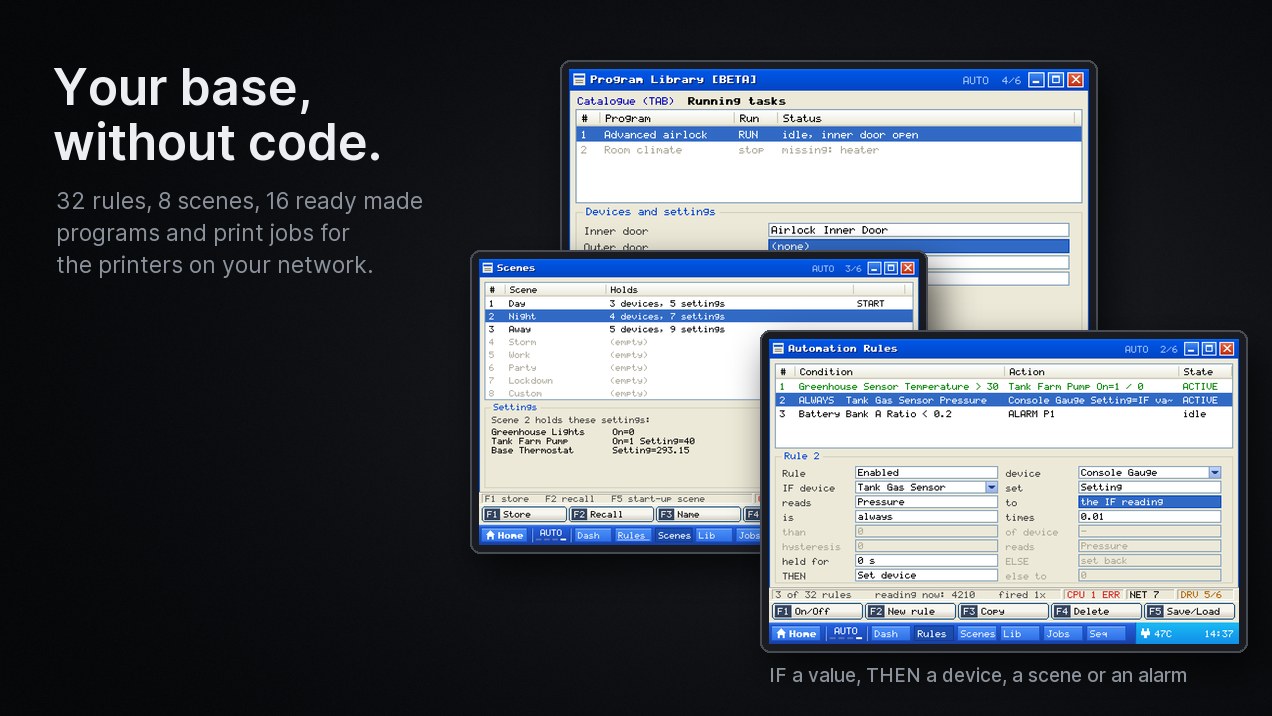 Your base,
without code.
32 rules, 8 scenes, 16 ready made
programs and print jobs for
the printers on your network.
Program Library [BETA] AUTO 4/6
Catalogue (TAB) Running tasks
# Program Run Status
1 Advanced airlock RUN idle, inner door open
2 Room climate stop missing: heater
Devices and settings
Inner door Airlock Inner Door
Outer door (none)
Scenes AUTO 3/6
# Scene Holds
1 Day 3 devices, 5 settings START
2 Night 4 devices, 7 settings
3 Away 5 devices, 9 settings
4 Storm (empty)
5 Work (empty)
6 Party (empty)
7 Lockdown (empty)
8 Custom (empty)
Settings
Scene 2 holds these settings:
Greenhouse Lights On=0
Tank Farm Pump On=1 Setting=40
Base Thermostat Setting=293.15
F1 store F2 recall F5 start-up scene
F1 Store F2 Recall F3 Name F4
Home AUTO Dash Rules Scenes Lib Jobs
Automation Rules AUTO 2/6
# Condition Action State
1 Greenhouse Sensor Temperature > 30 Tank Farm Pump On=1 / 0 ACTIVE
2 ALWAYS Tank Gas Sensor Pressure Console Gauge Setting=IF va~ ACTIVE
3 Battery Bank A Ratio < 0.2 ALARM P1 idle
Rule 2
Rule Enabled device Console Gauge
IF device Tank Gas Sensor set Setting
reads Pressure to the IF reading
is always times 0.01
than 0 of device -
hysteresis 0 reads Pressure
held for 0 s ELSE set back
THEN Set device else to 0
3 of 32 rules reading now: 4210 fired 1x CPU 1 ERR NET 7 DRV 5/6
F1 On/Off F2 New rule F3 Copy F4 Delete F5 Save/Load
Home AUTO Dash Rules Scenes Lib Jobs Seq 47C 14:37
IF a value, THEN a device, a scene or an alarm